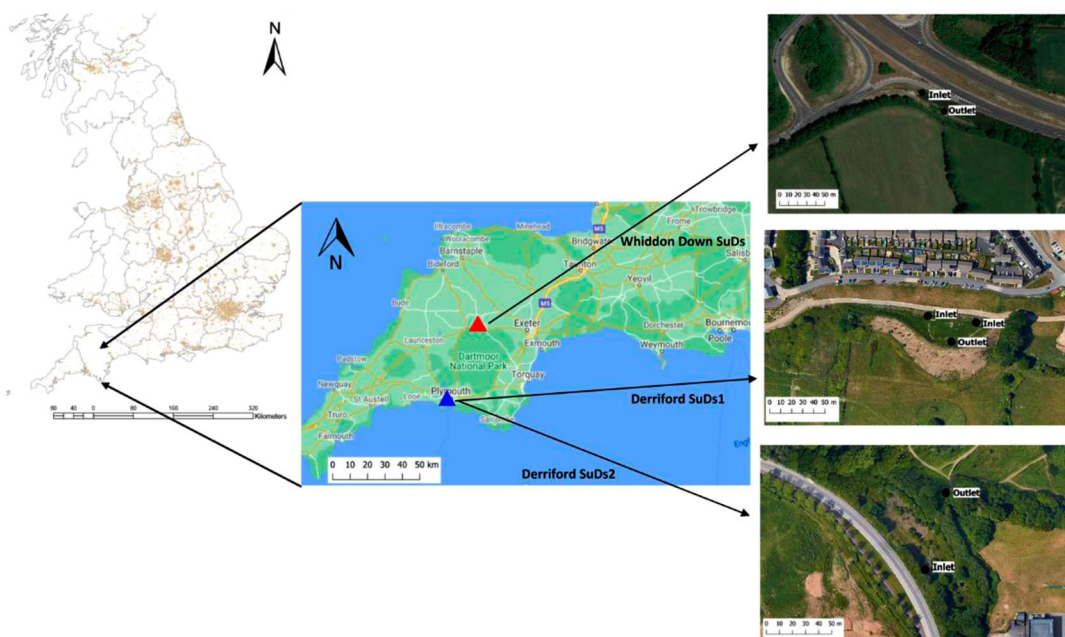 N
80 40 0 80 160 240 320
Kilometers
N
Ilfracombe
Minehead
Woolacombe
Barnstaple
Bideford
Bude
Launceston
Padstow
Newquay
St Austell
Looe
Truro
Falmouth
Plymouth
Dartmoor
National Park
Exeter
Exmouth
Torquay
M5
M5
Bridgwater
Taunton
Yeovil
Frome
Trowbridge
Dorchester
Weymouth
Poole
Whiddon Down SuDs
Derriford SuDs1
Derriford SuDs2
0 10 20 30 40 50 km
Inlet
Outlet
0 10 20 30 40 50 m
Inlet
Inlet
Outlet
0 10 20 30 40 50 m
Outlet
Inlet
0 10 20 30 40 50 m